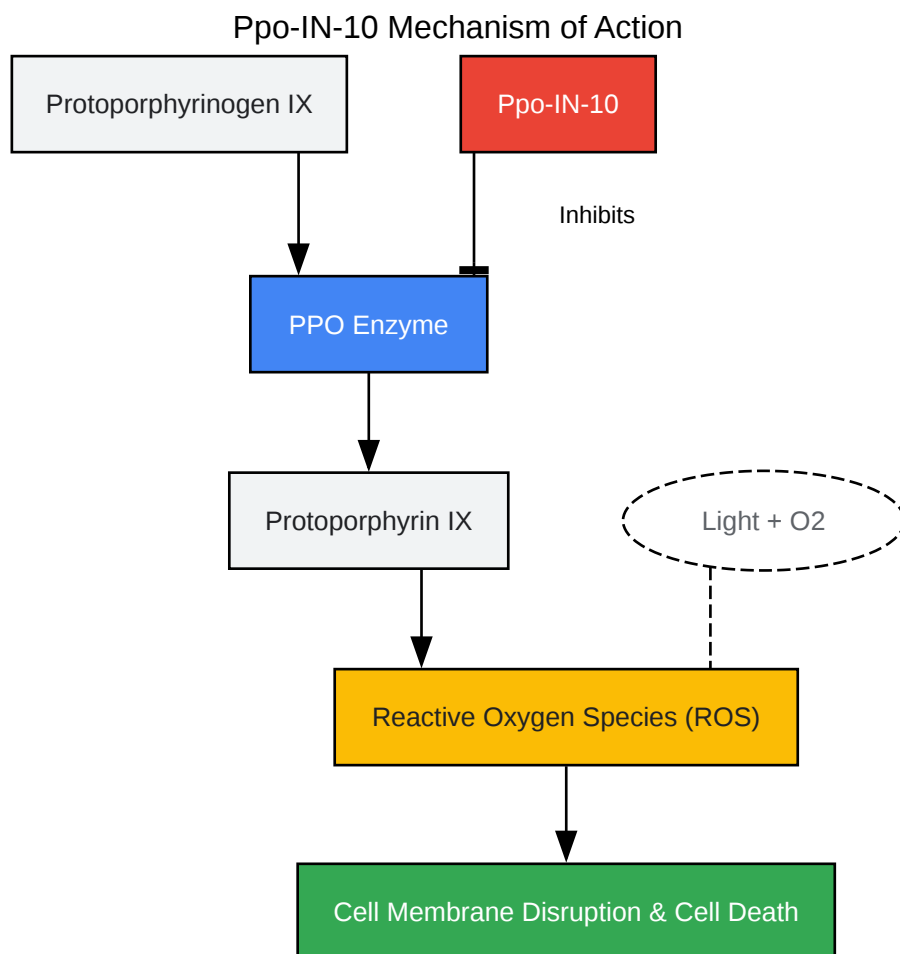 Ppo-IN-10 Mechanism of Action
Protoporphyrinogen IX
Ppo-IN-10
Inhibits
PPO Enzyme
Protoporphyrin IX
Light + O2
Reactive Oxygen Species (ROS)
Cell Membrane Disruption & Cell Death